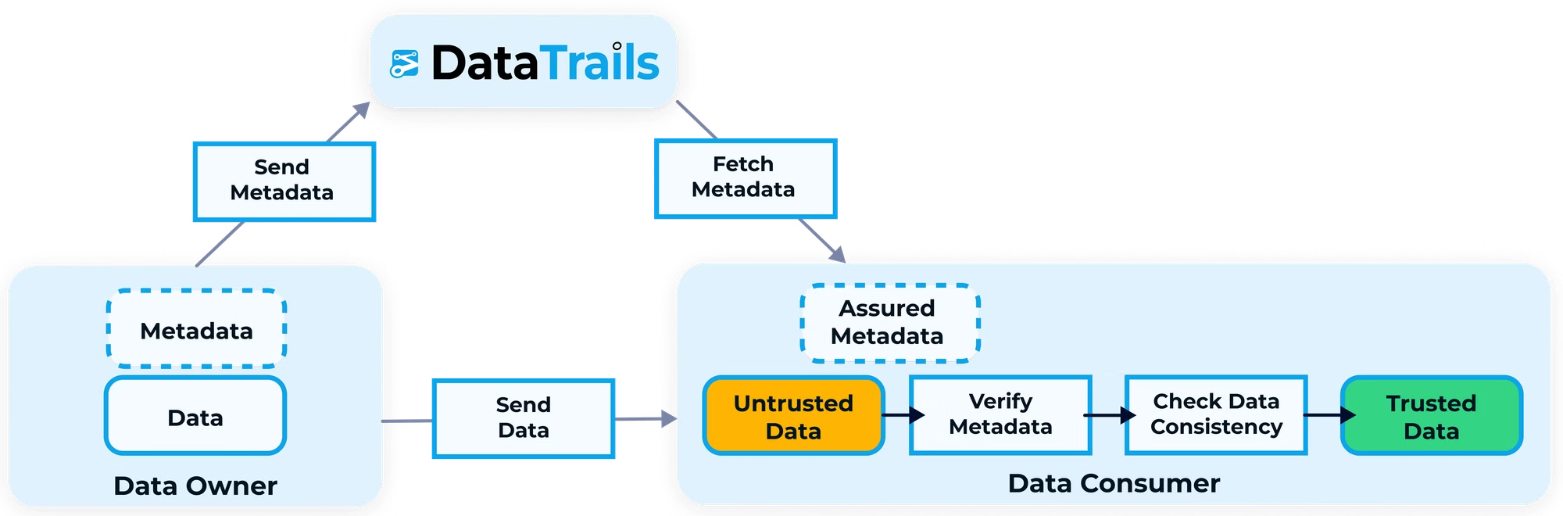 DataTrails
Send
Metadata
Fetch
Metadata
Metadata
Data
Data Owner
Send
Data
Assured
Metadata
Untrusted
Data
Verify
Metadata
Check Data
Consistency
Trusted
Data
Data Consumer